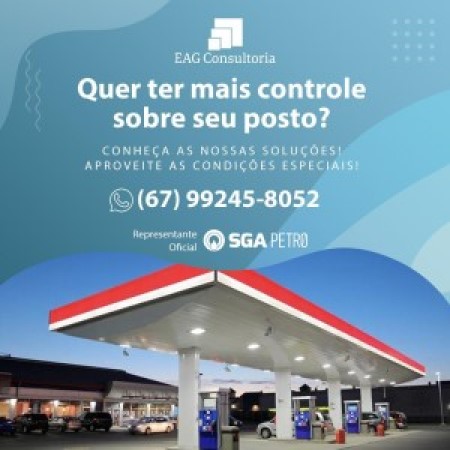 EAG Consultoria
Quer ter mais controle
sobre seu posto?
CONHEÇA AS NOSSAS SOLUÇÕES!
APROVEITE AS CONDIÇÕES ESPECIAIS!
(67) 99245-8052
Representante
Oficial
SGA PETRO